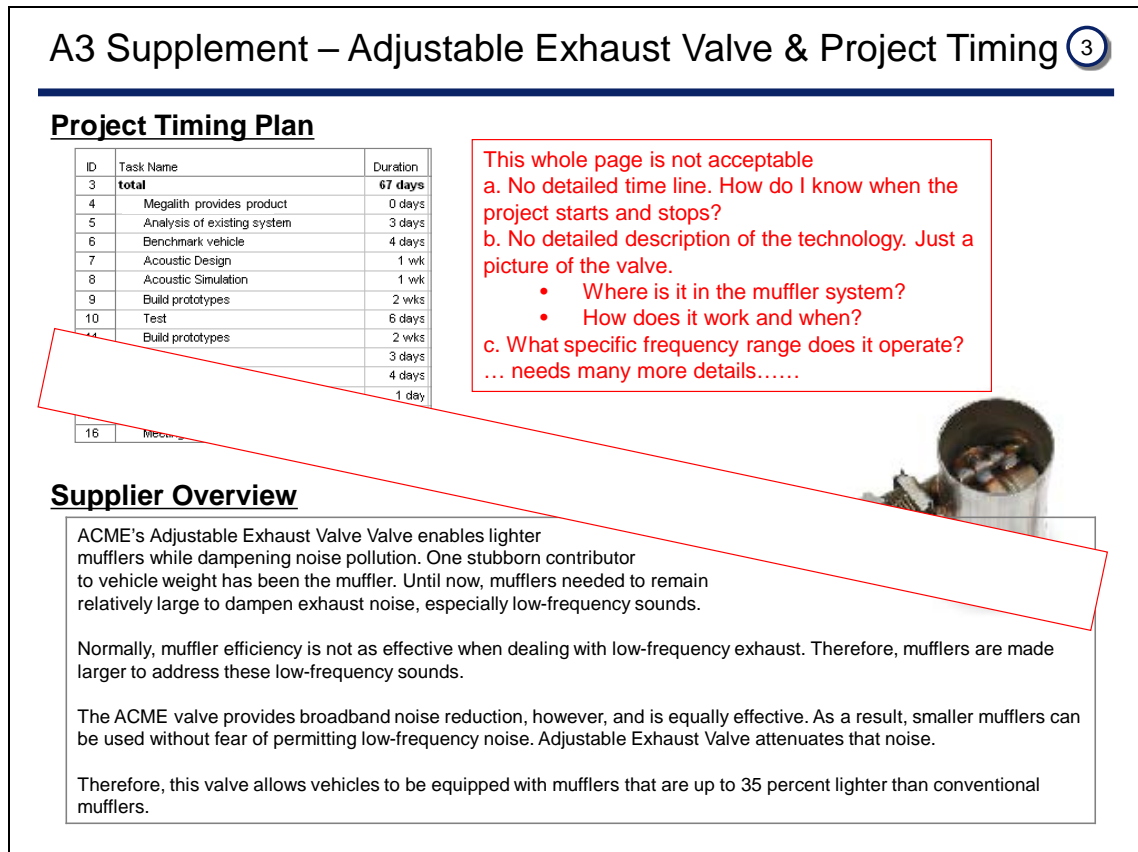 A3 Supplement – Adjustable Exhaust Valve & Project Timing 3
Project Timing Plan
ID Task Name Duration
3 total 67 days
4 Megalith provides product 0 days
5 Analysis of existing system 3 days
6 Benchmark vehicle 4 days
7 Acoustic Design 1 wk
8 Acoustic Simulation 1 wk
9 Build prototypes 2 wks
10 Test 6 days
Build prototypes 2 wks
3 days
4 days
1 day
16
This whole page is not acceptable
a. No detailed time line. How do I know when the
project starts and stops?
b. No detailed description of the technology. Just a
picture of the valve.
• Where is it in the muffler system?
• How does it work and when?
c. What specific frequency range does it operate?
… needs many more details……
Supplier Overview
ACME's Adjustable Exhaust Valve Valve enables lighter
mufflers while dampening noise pollution. One stubborn contributor
to vehicle weight has been the muffler. Until now, mufflers needed to remain
relatively large to dampen exhaust noise, especially low-frequency sounds.
Normally, muffler efficiency is not as effective when dealing with low-frequency exhaust. Therefore, mufflers are made
larger to address these low-frequency sounds.
The ACME valve provides broadband noise reduction, however, and is equally effective. As a result, smaller mufflers can
be used without fear of permitting low-frequency noise. Adjustable Exhaust Valve attenuates that noise.
Therefore, this valve allows vehicles to be equipped with mufflers that are up to 35 percent lighter than conventional
mufflers.